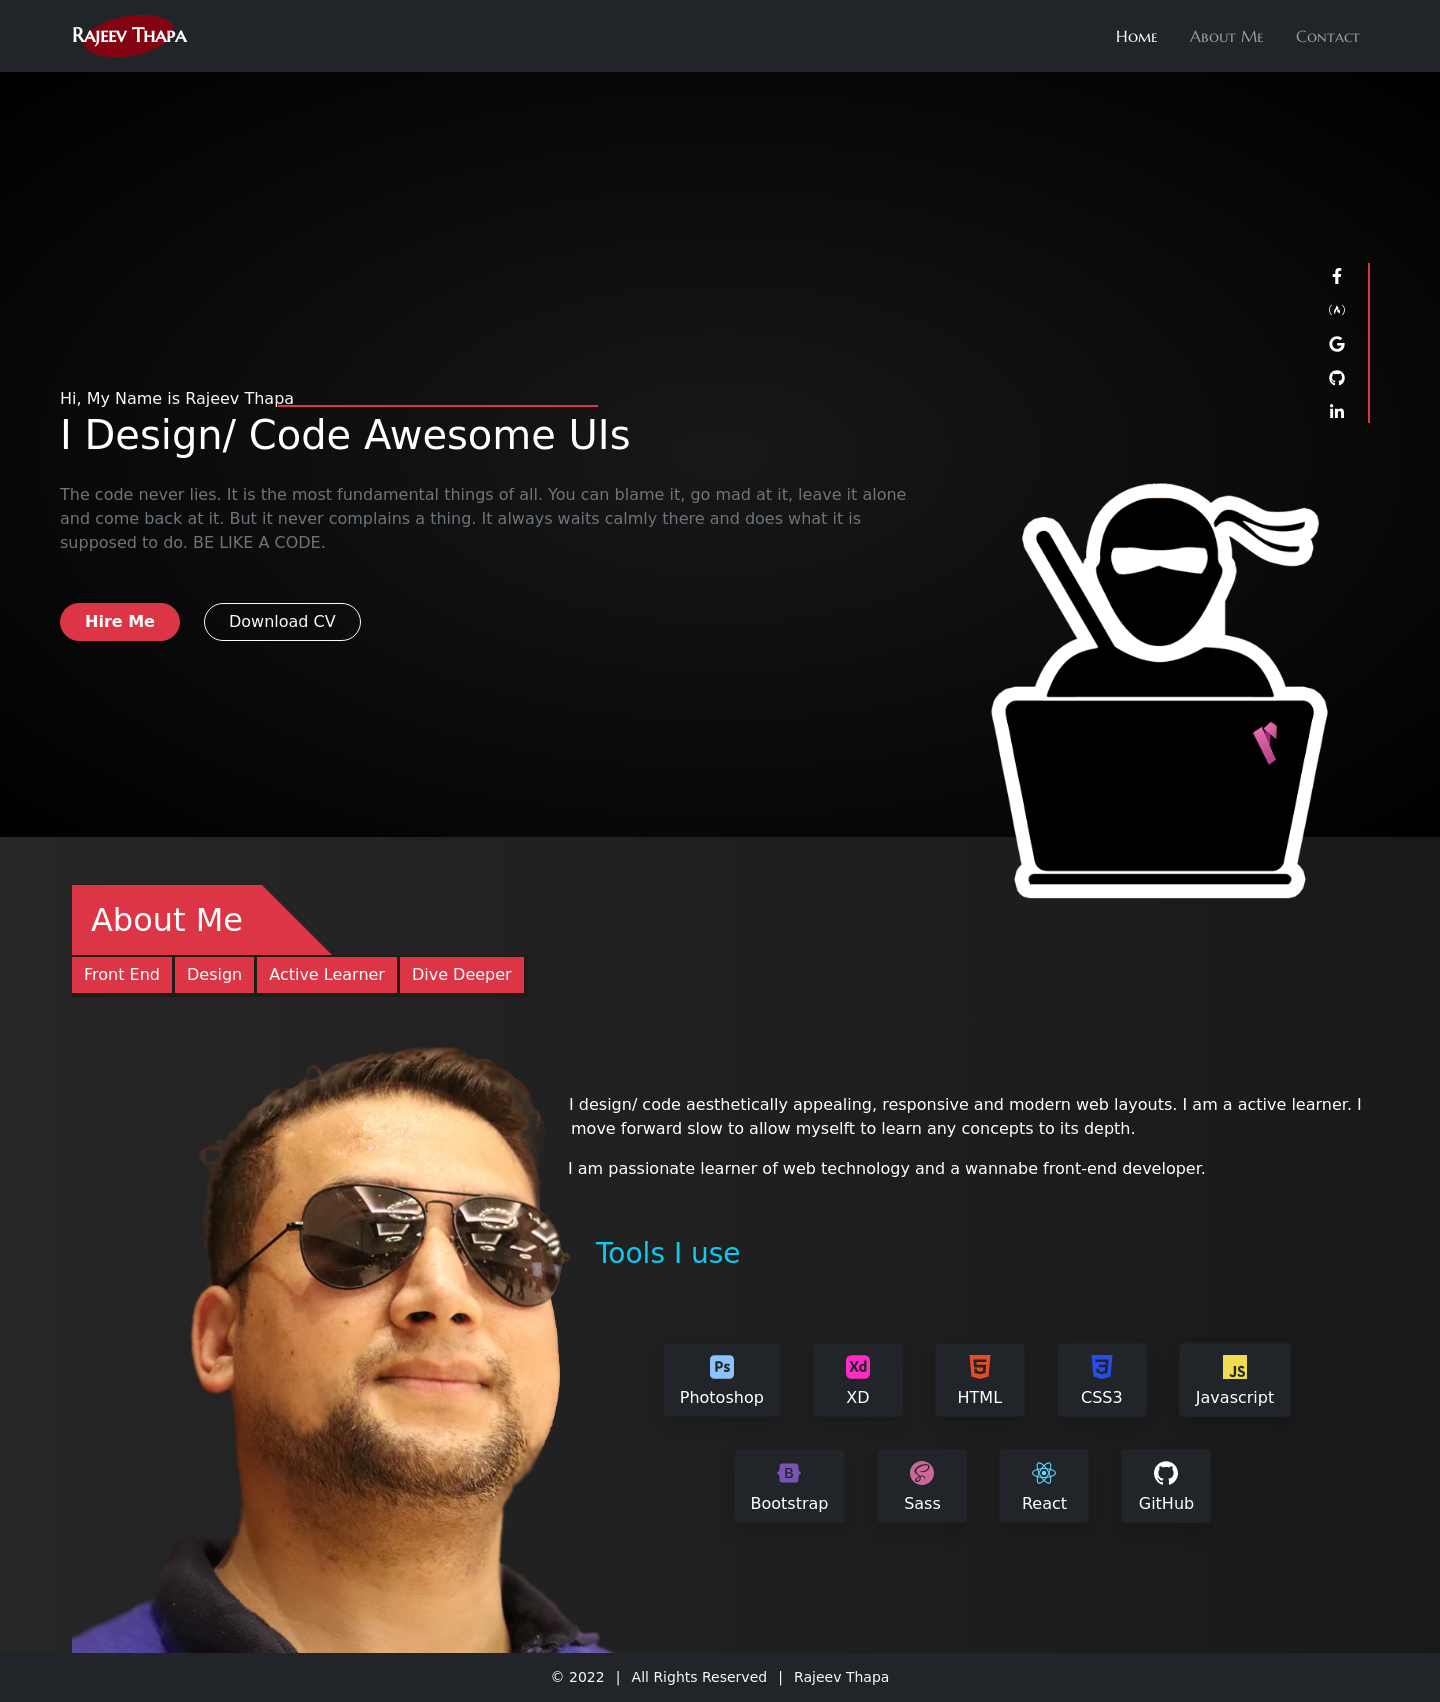 Rajeev Thapa
Home About Me Contact
Hi, My Name is Rajeev Thapa
I Design/ Code Awesome UIs
The code never lies. It is the most fundamental things of all. You can blame it, go mad at it, leave it alone
and come back at it. But it never complains a thing. It always waits calmly there and does what it is
supposed to do. BE LIKE A CODE.
Hire Me Download CV
About Me
Front End Design Active Learner Dive Deeper
I design/ code aesthetically appealing, responsive and modern web layouts. I am a active learner. I
move forward slow to allow myselft to learn any concepts to its depth.
I am passionate learner of web technology and a wannabe front-end developer.
Tools I use
Ps Xd 5 3 JS
Photoshop XD HTML CSS3 Javascript
B
Bootstrap Sass React GitHub
© 2022 | All Rights Reserved | Rajeev Thapa